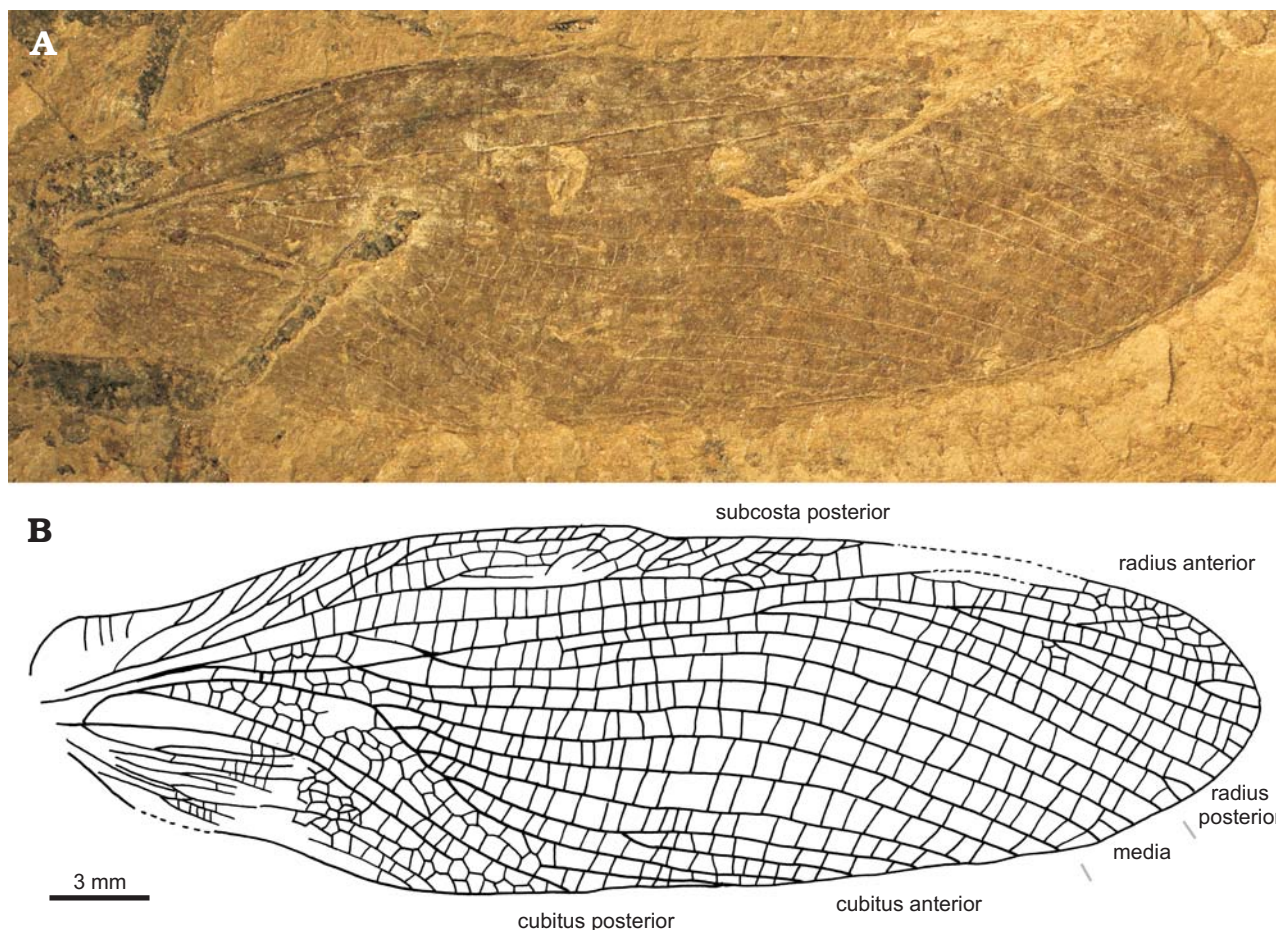 A
B
subcosta posterior
radius anterior
radius
posterior
media
cubitus anterior
cubitus posterior
3 mm